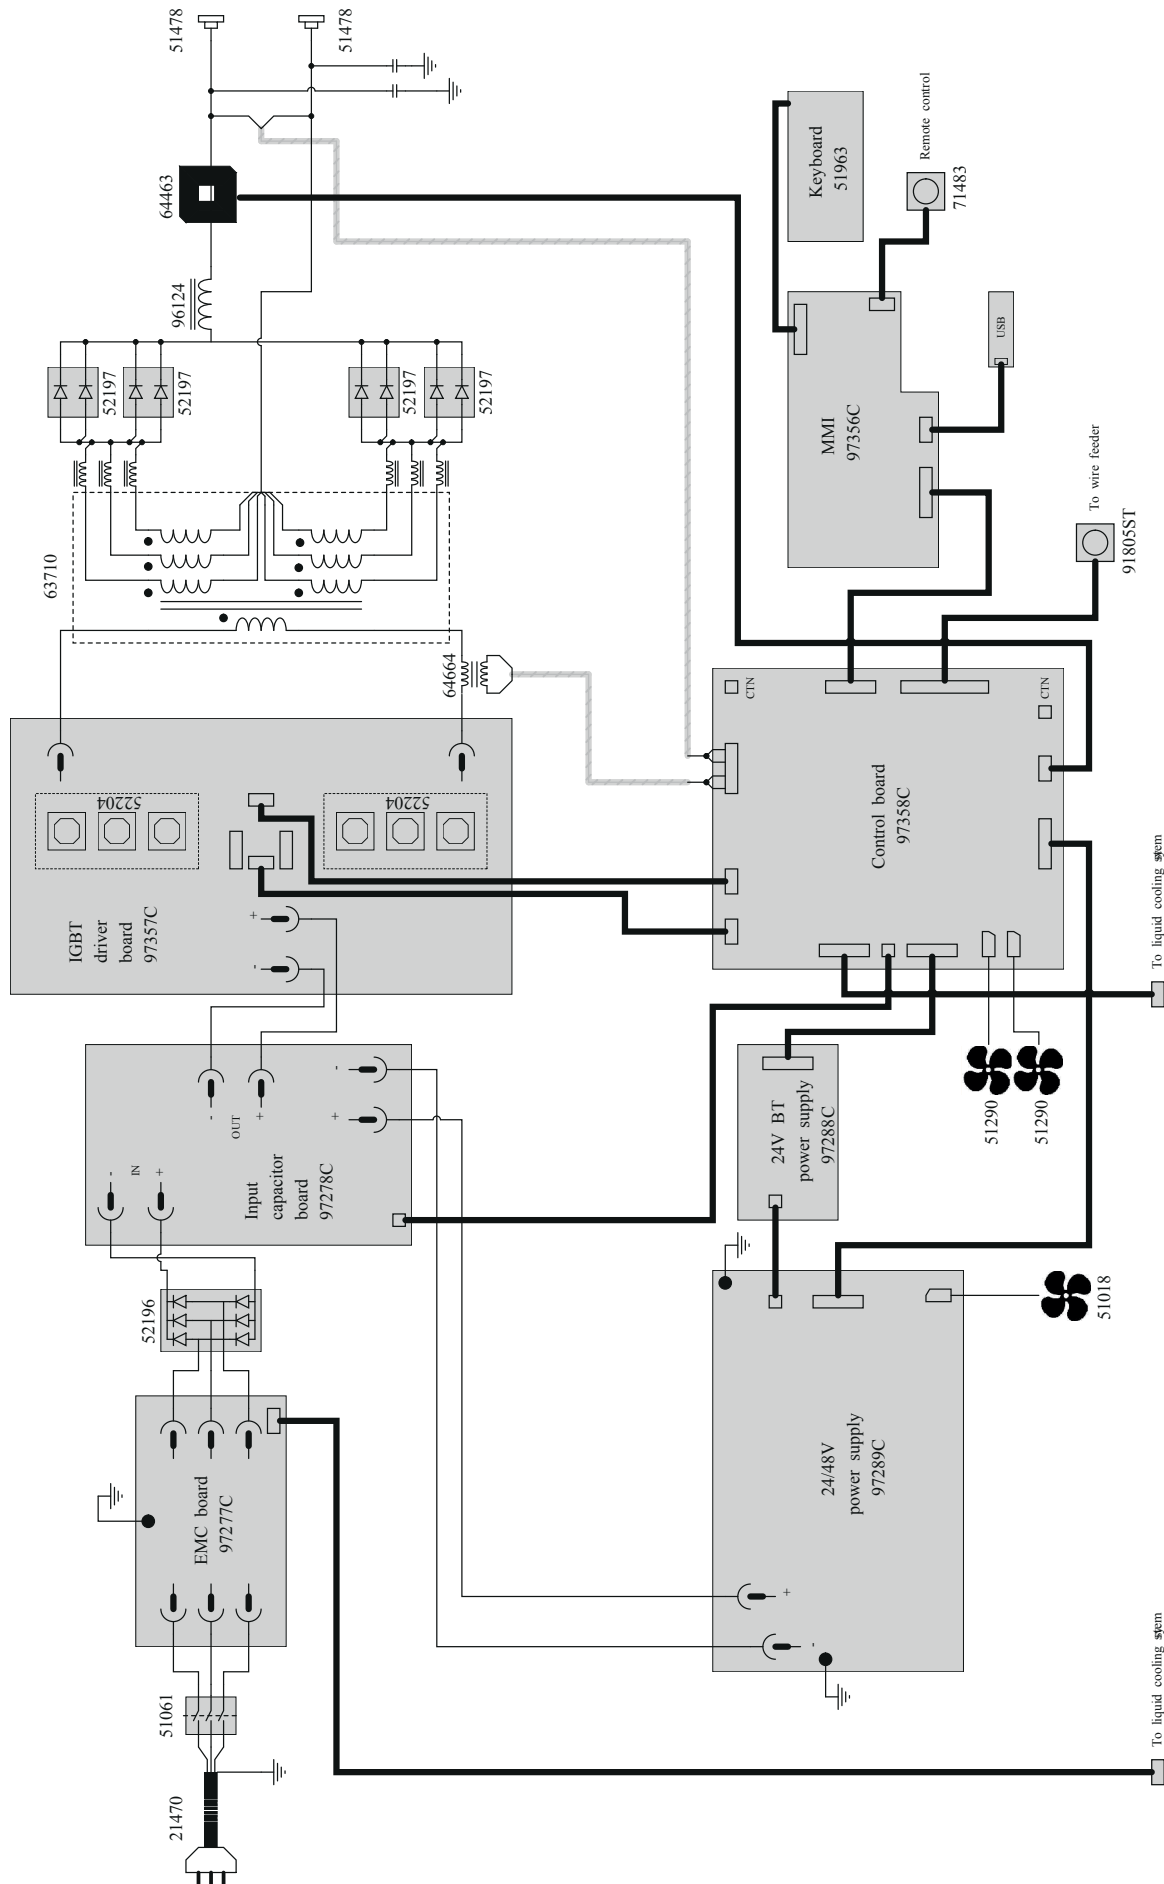 21470
51061
EMC board
97277C
52196
-
IN
+
-
OUT
+
+
-
Input
capacitor
board
97278C
IGBT
driver
board
97357C
-
+
52204
52204
63710
64664
52197
52197
52197
52197
96124
64463
51478
51478
24/48V
power supply
97289C
-
+
51018
24V BT
power supply
97288C
51290
51290
Control board
97358C
CTN
CTN
MMI
97356C
Keyboard
51963
Remote control
71483
USB
To wire feeder
91805ST
To liquid cooling system
To liquid cooling system